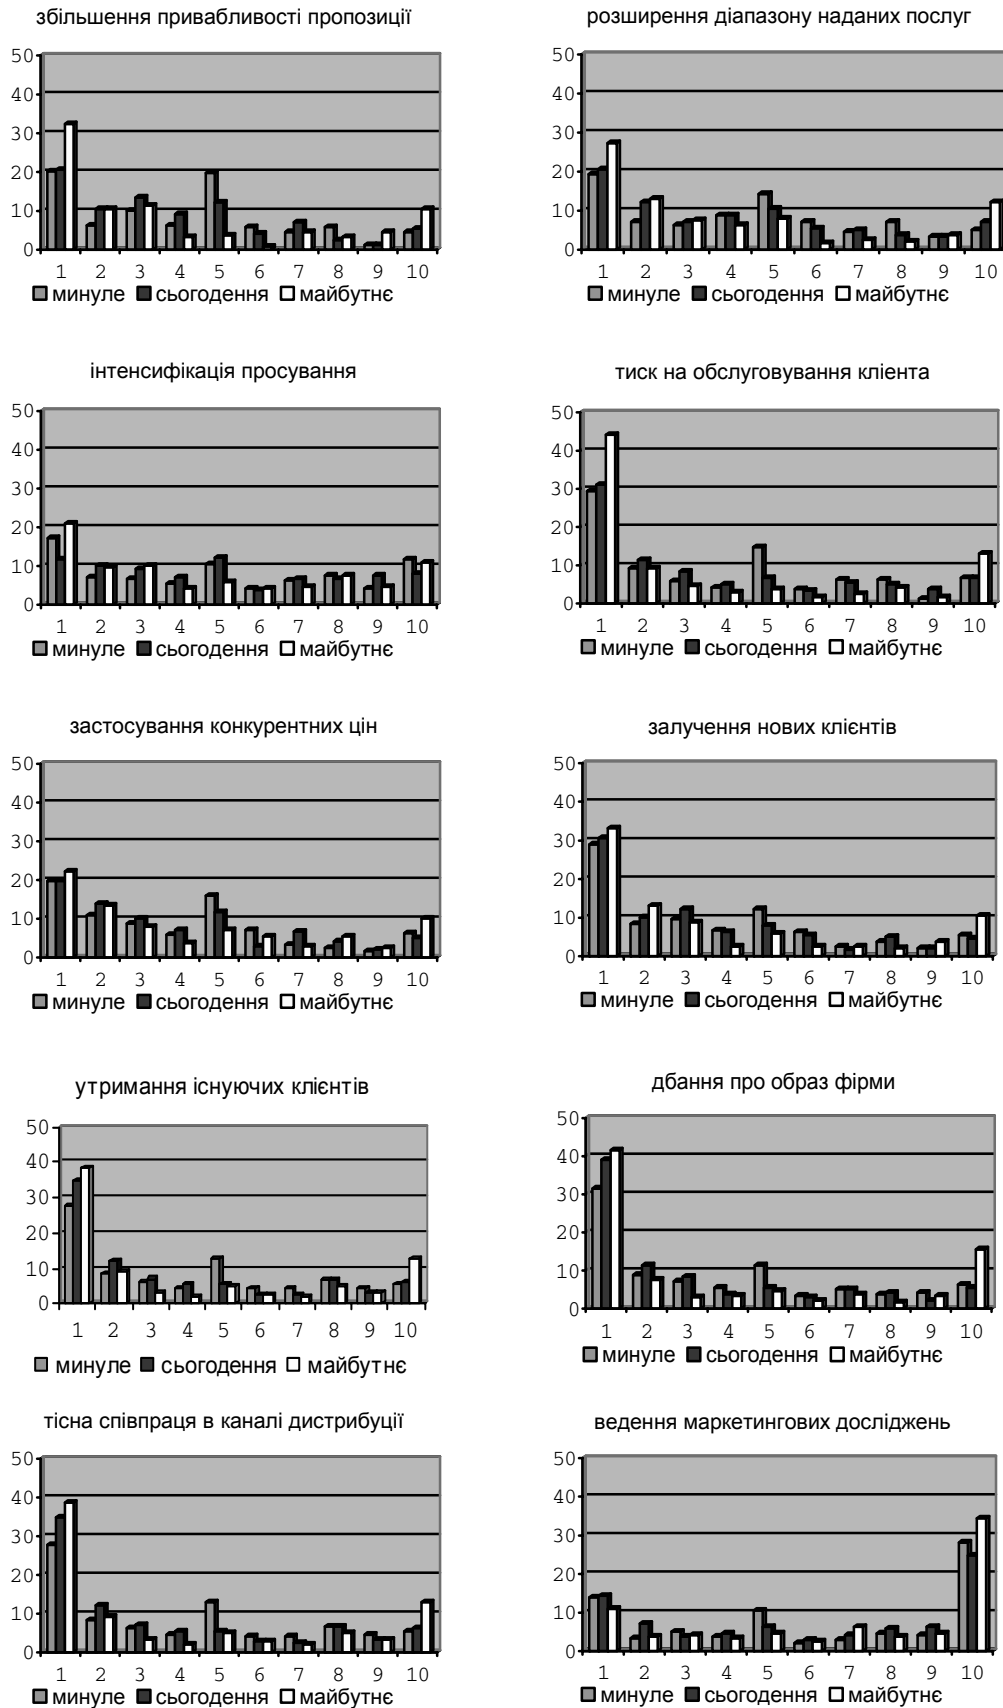 збільшення привабливості пропозиції
50
40
30
20
10
0
1 2 3 4 5 6 7 8 9 10
минуле сьогодення майбутнє
розширення діапазону наданих послуг
50
40
30
20
10
0
1 2 3 4 5 6 7 8 9 10
минуле сьогодення майбутнє
інтенсифікація просування
50
40
30
20
10
0
1 2 3 4 5 6 7 8 9 10
минуле сьогодення майбутнє
тиск на обслуговування клієнта
50
40
30
20
10
0
1 2 3 4 5 6 7 8 9 10
минуле сьогодення майбутнє
застосування конкурентних цін
50
40
30
20
10
0
1 2 3 4 5 6 7 8 9 10
минуле сьогодення майбутнє
залучення нових клієнтів
50
40
30
20
10
0
1 2 3 4 5 6 7 8 9 10
минуле сьогодення майбутнє
утримання існуючих клієнтів
50
40
30
20
10
0
1 2 3 4 5 6 7 8 9 10
минуле сьогодення майбутнє
дбання про образ фірми
50
40
30
20
10
0
1 2 3 4 5 6 7 8 9 10
минуле сьогодення майбутнє
тісна співпраця в каналі дистрибуції
50
40
30
20
10
0
1 2 3 4 5 6 7 8 9 10
минуле сьогодення майбутнє
ведення маркетингових досліджень
50
40
30
20
10
0
1 2 3 4 5 6 7 8 9 10
минуле сьогодення майбутнє